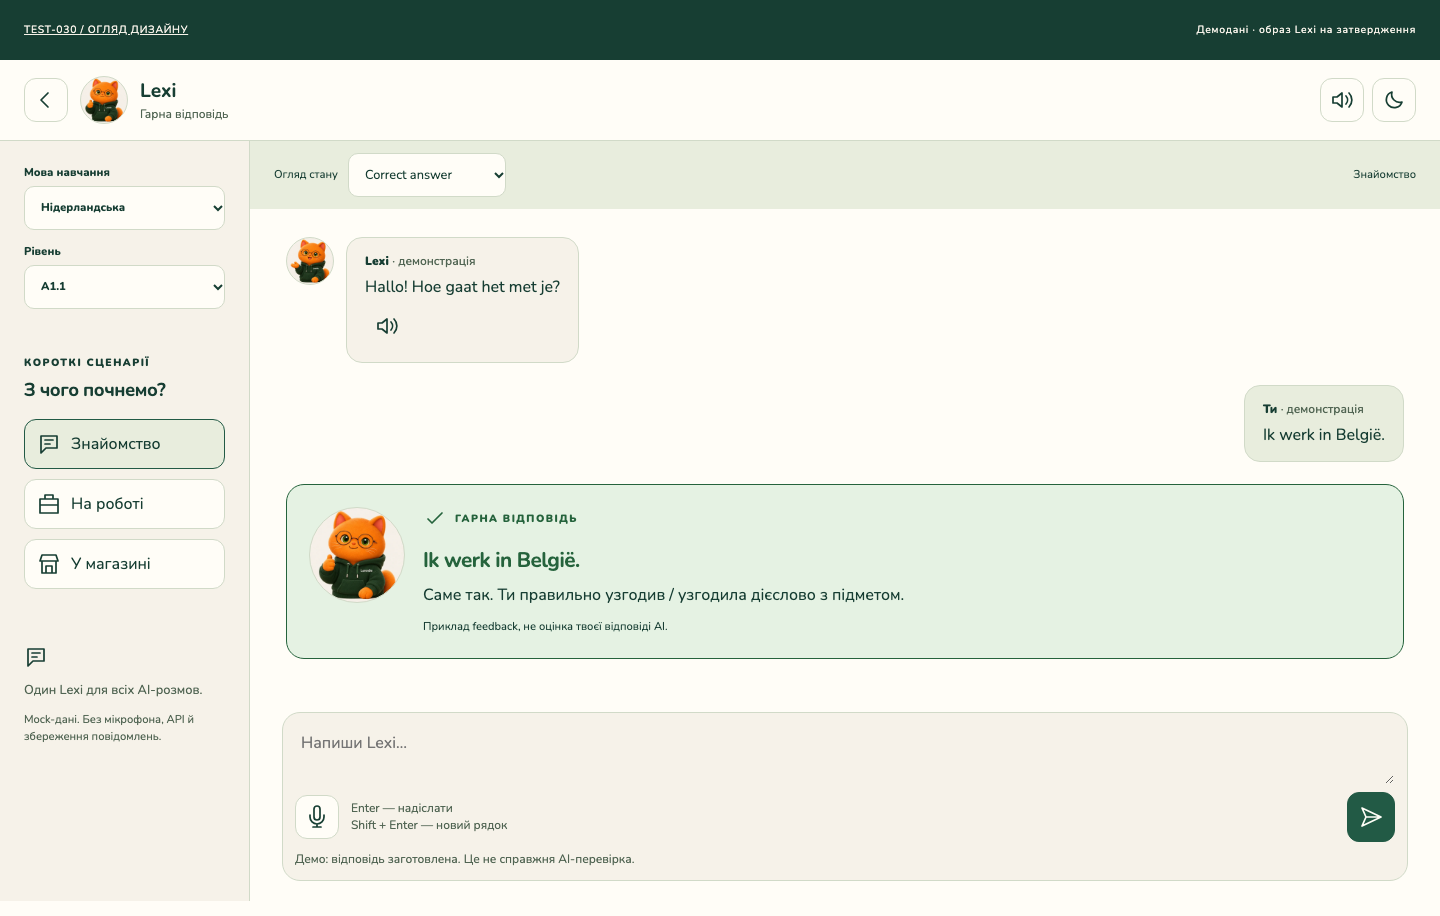 TEST-030 / ОГЛЯД ДИЗАЙНУ
Демодані · образ Lexi на затвердження
Lexi
Гарна відповідь
Мова навчання
Нідерландська
Рівень
A1.1
КОРОТКІ СЦЕНАРІЇ
З чого почнемо?
Знайомство
На роботі
У магазині
Один Lexi для всіх AI-розмов.
Mock-дані. Без мікрофона, API й
збереження повідомлень.
Огляд стану
Correct answer
Знайомство
Lexi · демонстрація
Hallo! Hoe gaat het met je?
Ти · демонстрація
Ik werk in België.
ГАРНА ВІДПОВІДЬ
Ik werk in België.
Саме так. Ти правильно узгодив / узгодила дієслово з підметом.
Приклад feedback, не оцінка твоєї відповіді AI.
Напиши Lexi...
Enter — надіслати
Shift + Enter — новий рядок
Демо: відповідь заготовлена. Це не справжня AI-перевірка.